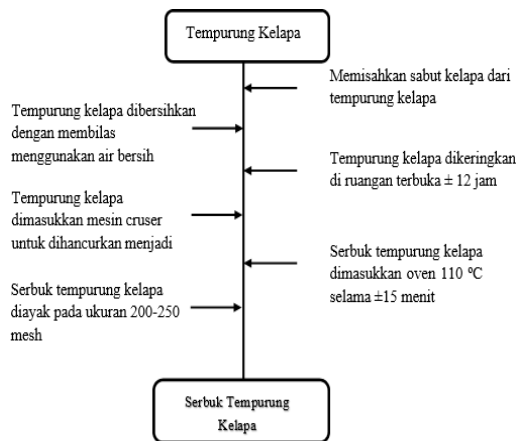 Tempurung Kelapa
Memisahkan sabut kelapa dari
tempurung kelapa
Tempurung kelapa dibersihkan
dengan membilas
menggunakan air bersih
Tempurung kelapa dikeringkan
di ruangan terbuka ± 12 jam
Tempurung kelapa
dimasukkan mesin cruser
untuk dihancurkan menjadi
Serbuk tempurung kelapa
dimasukkan oven 110 °C
selama ±15 menit
Serbuk tempurung kelapa
diayak pada ukuran 200-250
mesh
Serbuk Tempurung
Kelapa